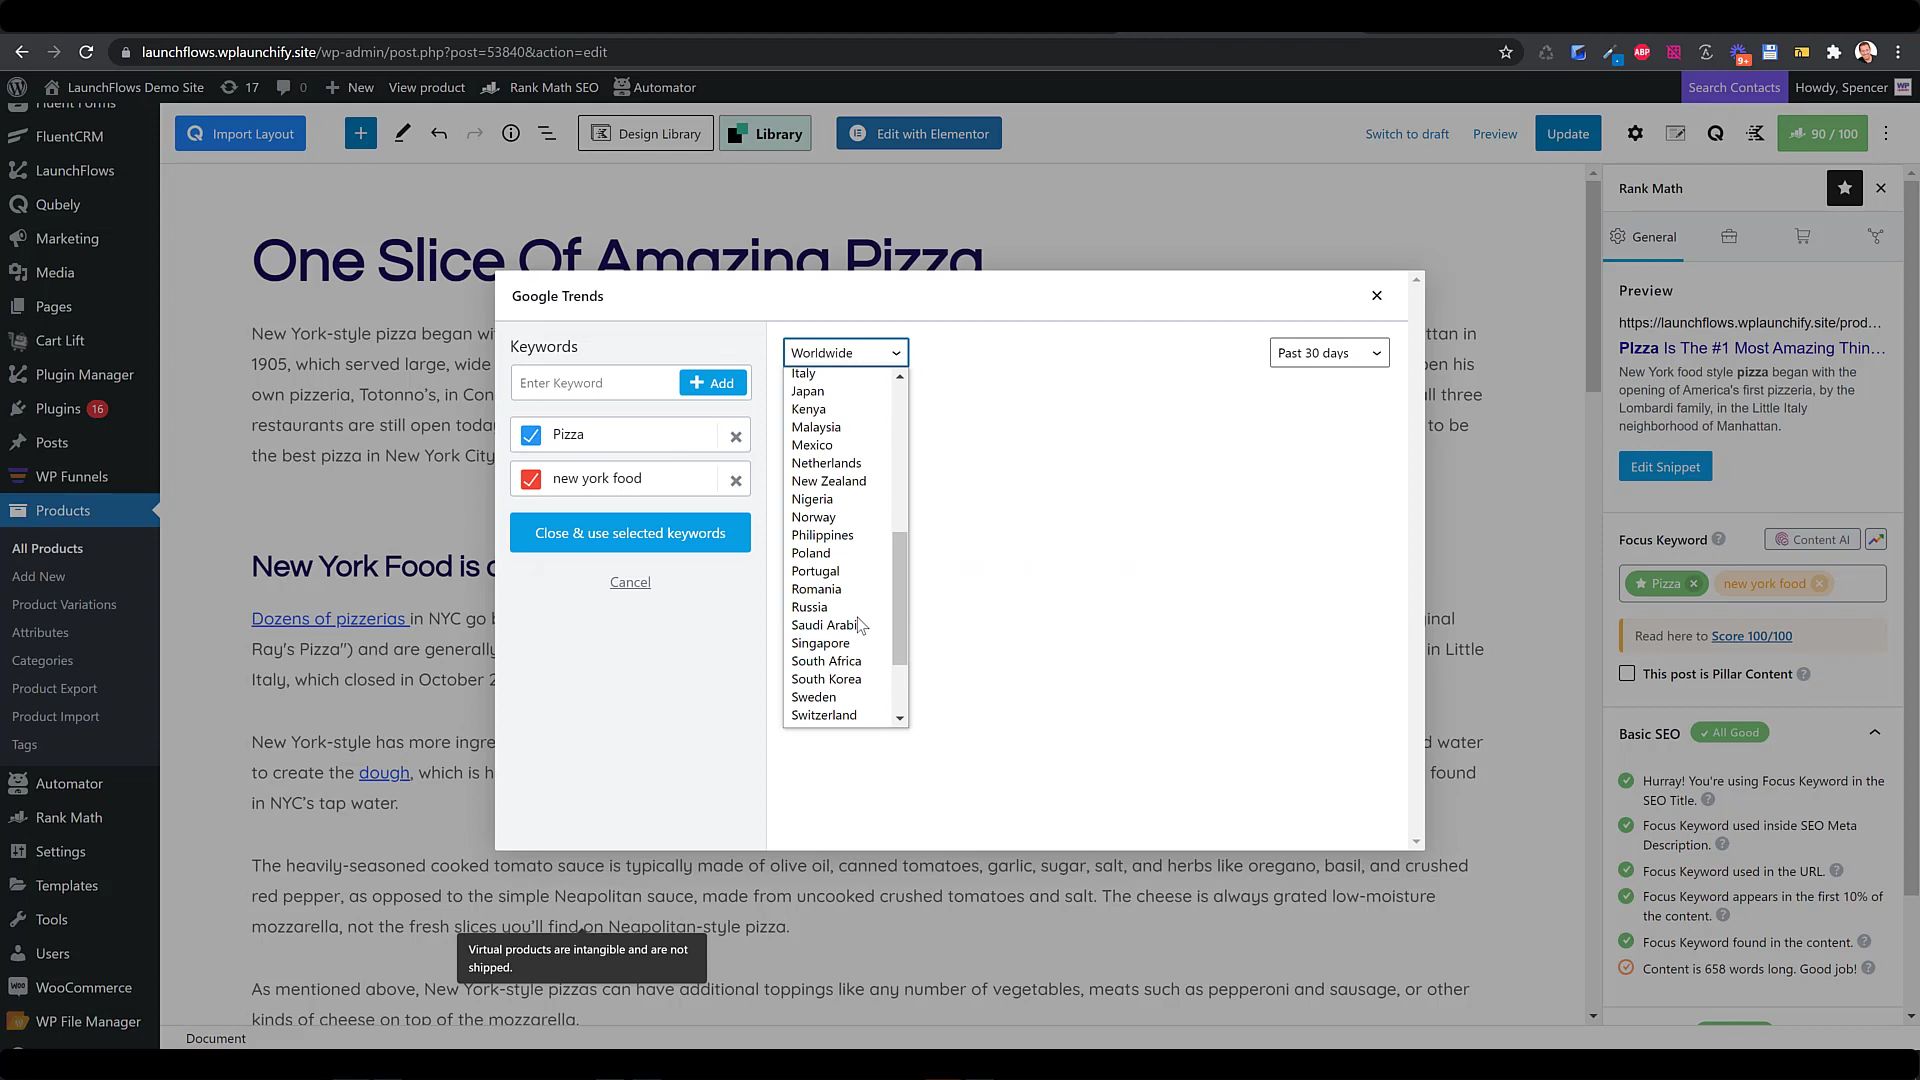 launchflows.wplaunchify.site/wp-admin/post.php?post=53840&action=edit
ABP
9+
LaunchFlows Demo Site
17
0
New
View product
Rank Math SEO
Automator
Search Contacts
Howdy, Spencer
Fluent Forms
FluentCRM
LaunchFlows
Qubely
Marketing
Media
Pages
Cart Lift
Plugin Manager
Plugins 16
Posts
WP Funnels
Products
All Products
Add New
Product Variations
Attributes
Categories
Product Export
Product Import
Tags
Automator
Rank Math
Settings
Templates
Tools
Users
WooCommerce
WP File Manager
Import Layout
Design Library
Library
Edit with Elementor
Switch to draft
Preview
Update
90 / 100
One Slice Of Amazing Pizza
New York-style pizza began wi
1905, which served large, wide
own pizzeria, Totonno's, in Con
restaurants are still open toda
the best pizza in New York City
New York Food is
Dozens of pizzerias in NYC go b
Ray's Pizza") and are generally
Italy, which closed in October 2
New York-style has more ingre
to create the dough, which is h
in NYC's tap water.
ttan in
pen his
all three
to be
ginal
in Little
d water
found
The heavily-seasoned cooked tomato sauce is typically made of olive oil, canned tomatoes, garlic, sugar, salt, and herbs like oregano, basil, and crushed
red pepper, as opposed to the simple Neapolitan sauce, made from uncooked crushed tomatoes and salt. The cheese is always grated low-moisture
mozzarella, not the fresh slices you'll find on Neapolitan-style pizza.
Virtual products are intangible and are not
shipped.
As mentioned above, New York-style pizzas can have additional toppings like any number of vegetables, meats such as pepperoni and sausage, or other
kinds of cheese on top of the mozzarella.
Document
Google Trends
Keywords
Enter Keyword
Add
Pizza
new york food
Close & use selected keywords
Cancel
Worldwide
Past 30 days
Italy
Japan
Kenya
Malaysia
Mexico
Netherlands
New Zealand
Nigeria
Norway
Philippines
Poland
Portugal
Romania
Russia
Saudi Arabi
Singapore
South Africa
South Korea
Sweden
Switzerland
Rank Math
General
Preview
https://launchflows.wplaunchify.site/prod...
PIzza Is The #1 Most Amazing Thin...
New York food style pizza began with the
opening of America's first pizzeria, by the
Lombardi family, in the Little Italy
neighborhood of Manhattan.
Edit Snippet
Focus Keyword
Content AI
Pizza
new york food
Read here to Score 100/100
This post is Pillar Content
Basic SEO
All Good
Hurray! You're using Focus Keyword in the
SEO Title.
Focus Keyword used inside SEO Meta
Description.
Focus Keyword used in the URL.
Focus Keyword appears in the first 10% of
the content.
Focus Keyword found in the content.
Content is 658 words long. Good job!